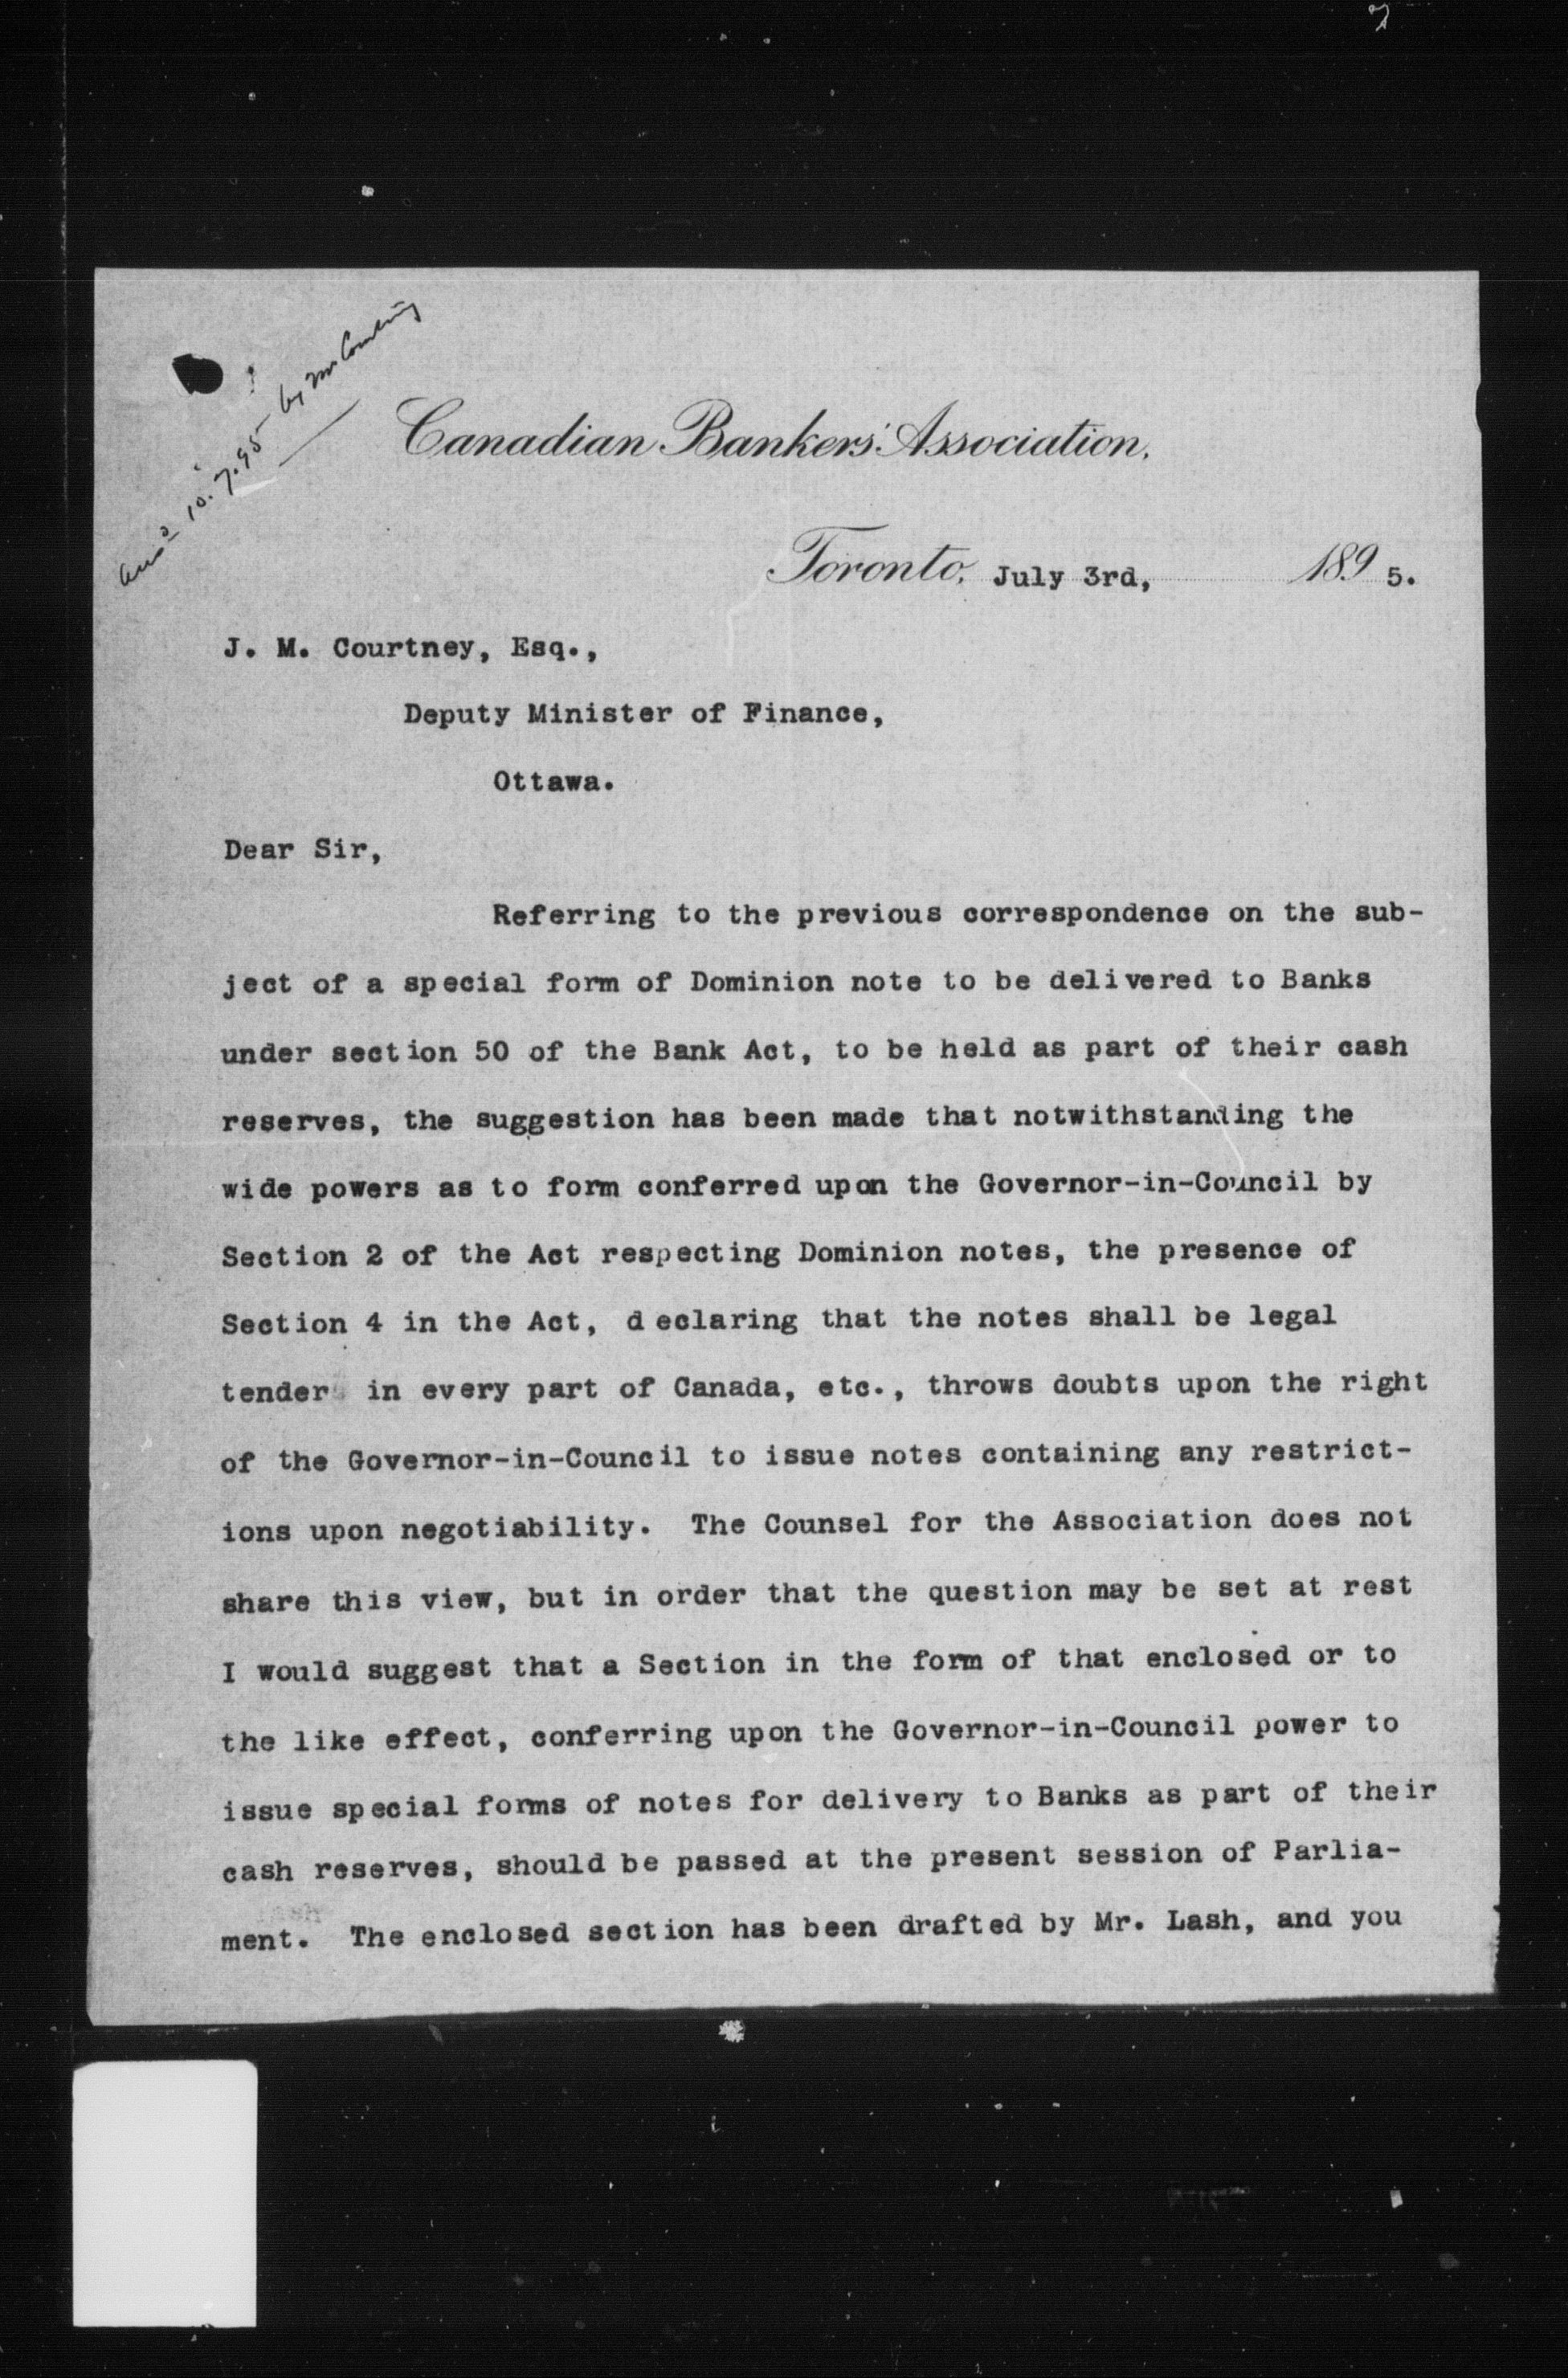 Ans^d 10.7.95 by Mr
Canadian Bankers' Association.
Toronto, July 3rd, 1895.
J. M. Courtney, Esq.,
Deputy Minister of Finance,
Ottawa.
Dear Sir,
Referring to the previous correspondence on the sub-
ject of a special form of Dominion note to be delivered to Banks
under section 50 of the Bank Act, to be held as part of their cash
reserves, the suggestion has been made that notwithstanding the
wide powers as to form conferred upon the Governor-in-Council by
Section 2 of the Act respecting Dominion notes, the presence of
Section 4 in the Act, declaring that the notes shall be legal
tender in every part of Canada, etc., throws doubts upon the right
of the Governor-in-Council to issue notes containing any restrict-
ions upon negotiability. The Counsel for the Association does not
share this view, but in order that the question may be set at rest
I would suggest that a Section in the form of that enclosed or to
the like effect, conferring upon the Governor-in-Council power to
issue special forms of notes for delivery to Banks as part of their
cash reserves, should be passed at the present session of Parlia-
ment. The enclosed section has been drafted by Mr. Lash, and you